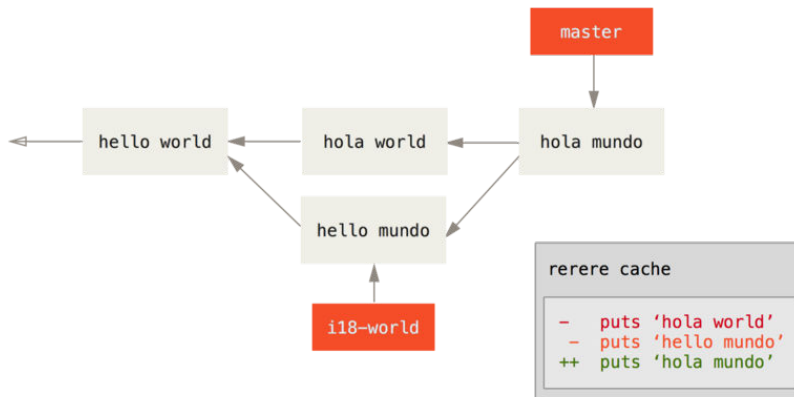 master
hello world
hola world
hola mundo
hello mundo
i18-world
rerere cache
-   puts ‘hola world’
 -  puts ‘hello mundo’
++  puts ‘hola mundo’